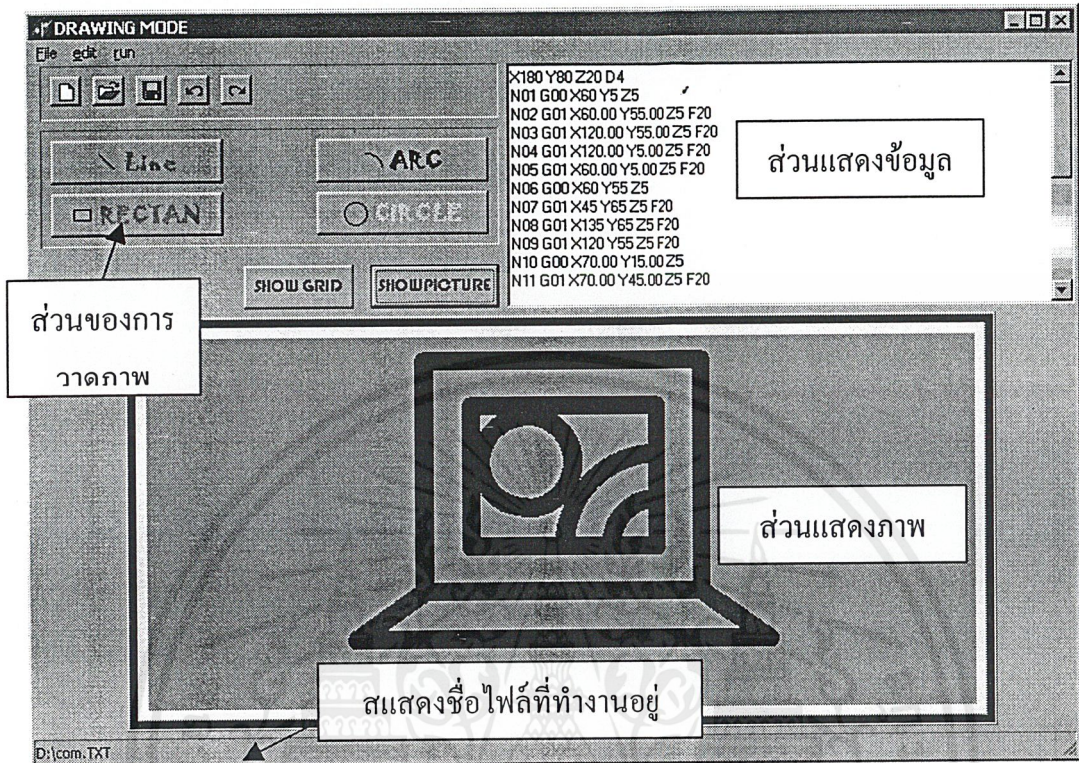 DRAWING MODE
File edit run
Line
ARC
RECTAN
CIRCLE
SHOW GRID
SHOWPICTURE
X180 Y80 Z20 D4
N01 G00 X60 Y5 Z5
N02 G01 X60.00 Y55.00 Z5 F20
N03 G01 X120.00 Y55.00 Z5 F20
N04 G01 X120.00 Y5.00 Z5 F20
N05 G01 X60.00 Y5.00 Z5 F20
N06 G00 X60 Y55 Z5
N07 G01 X45 Y65 Z5 F20
N08 G01 X135 Y65 Z5 F20
N09 G01 X120 Y55 Z5 F20
N10 G00 X70.00 Y15.00 Z5
N11 G01 X70.00 Y45.00 Z5 F20
ส่วนแสดงข้อมูล
ส่วนของการ
วาดภาพ
ส่วนแสดงภาพ
สแสดงชื่อไฟล์ที่ทำงานอยู่
D:\com.TXT